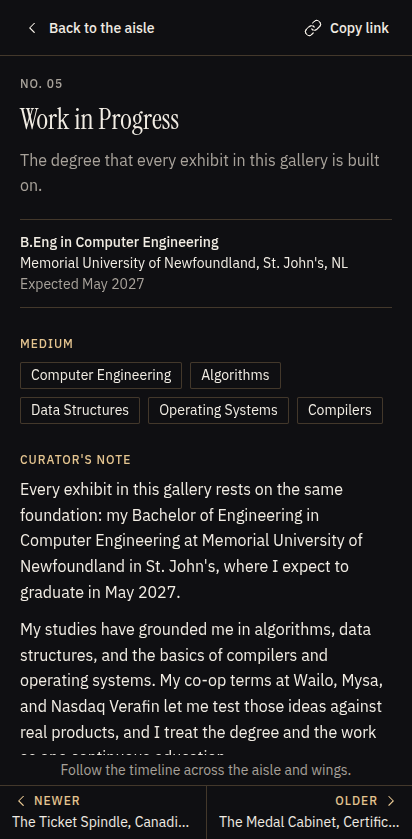 Back to the aisle
Copy link
NO. 05
Work in Progress
The degree that every exhibit in this gallery is built
on.
B.Eng in Computer Engineering
Memorial University of Newfoundland, St. John's, NL
Expected May 2027
MEDIUM
Computer Engineering
Algorithms
Data Structures
Operating Systems
Compilers
CURATOR'S NOTE
Every exhibit in this gallery rests on the same
foundation: my Bachelor of Engineering in
Computer Engineering at Memorial University of
Newfoundland in St. John's, where I expect to
graduate in May 2027.
My studies have grounded me in algorithms, data
structures, and the basics of compilers and
operating systems. My co-op terms at Wailo, Mysa,
and Nasdaq Verafin let me test those ideas against
real products, and I treat the degree and the work
as one continuous education.
Follow the timeline across the aisle and wings.
NEWER
The Ticket Spindle, Canadi...
OLDER
The Medal Cabinet, Certific...